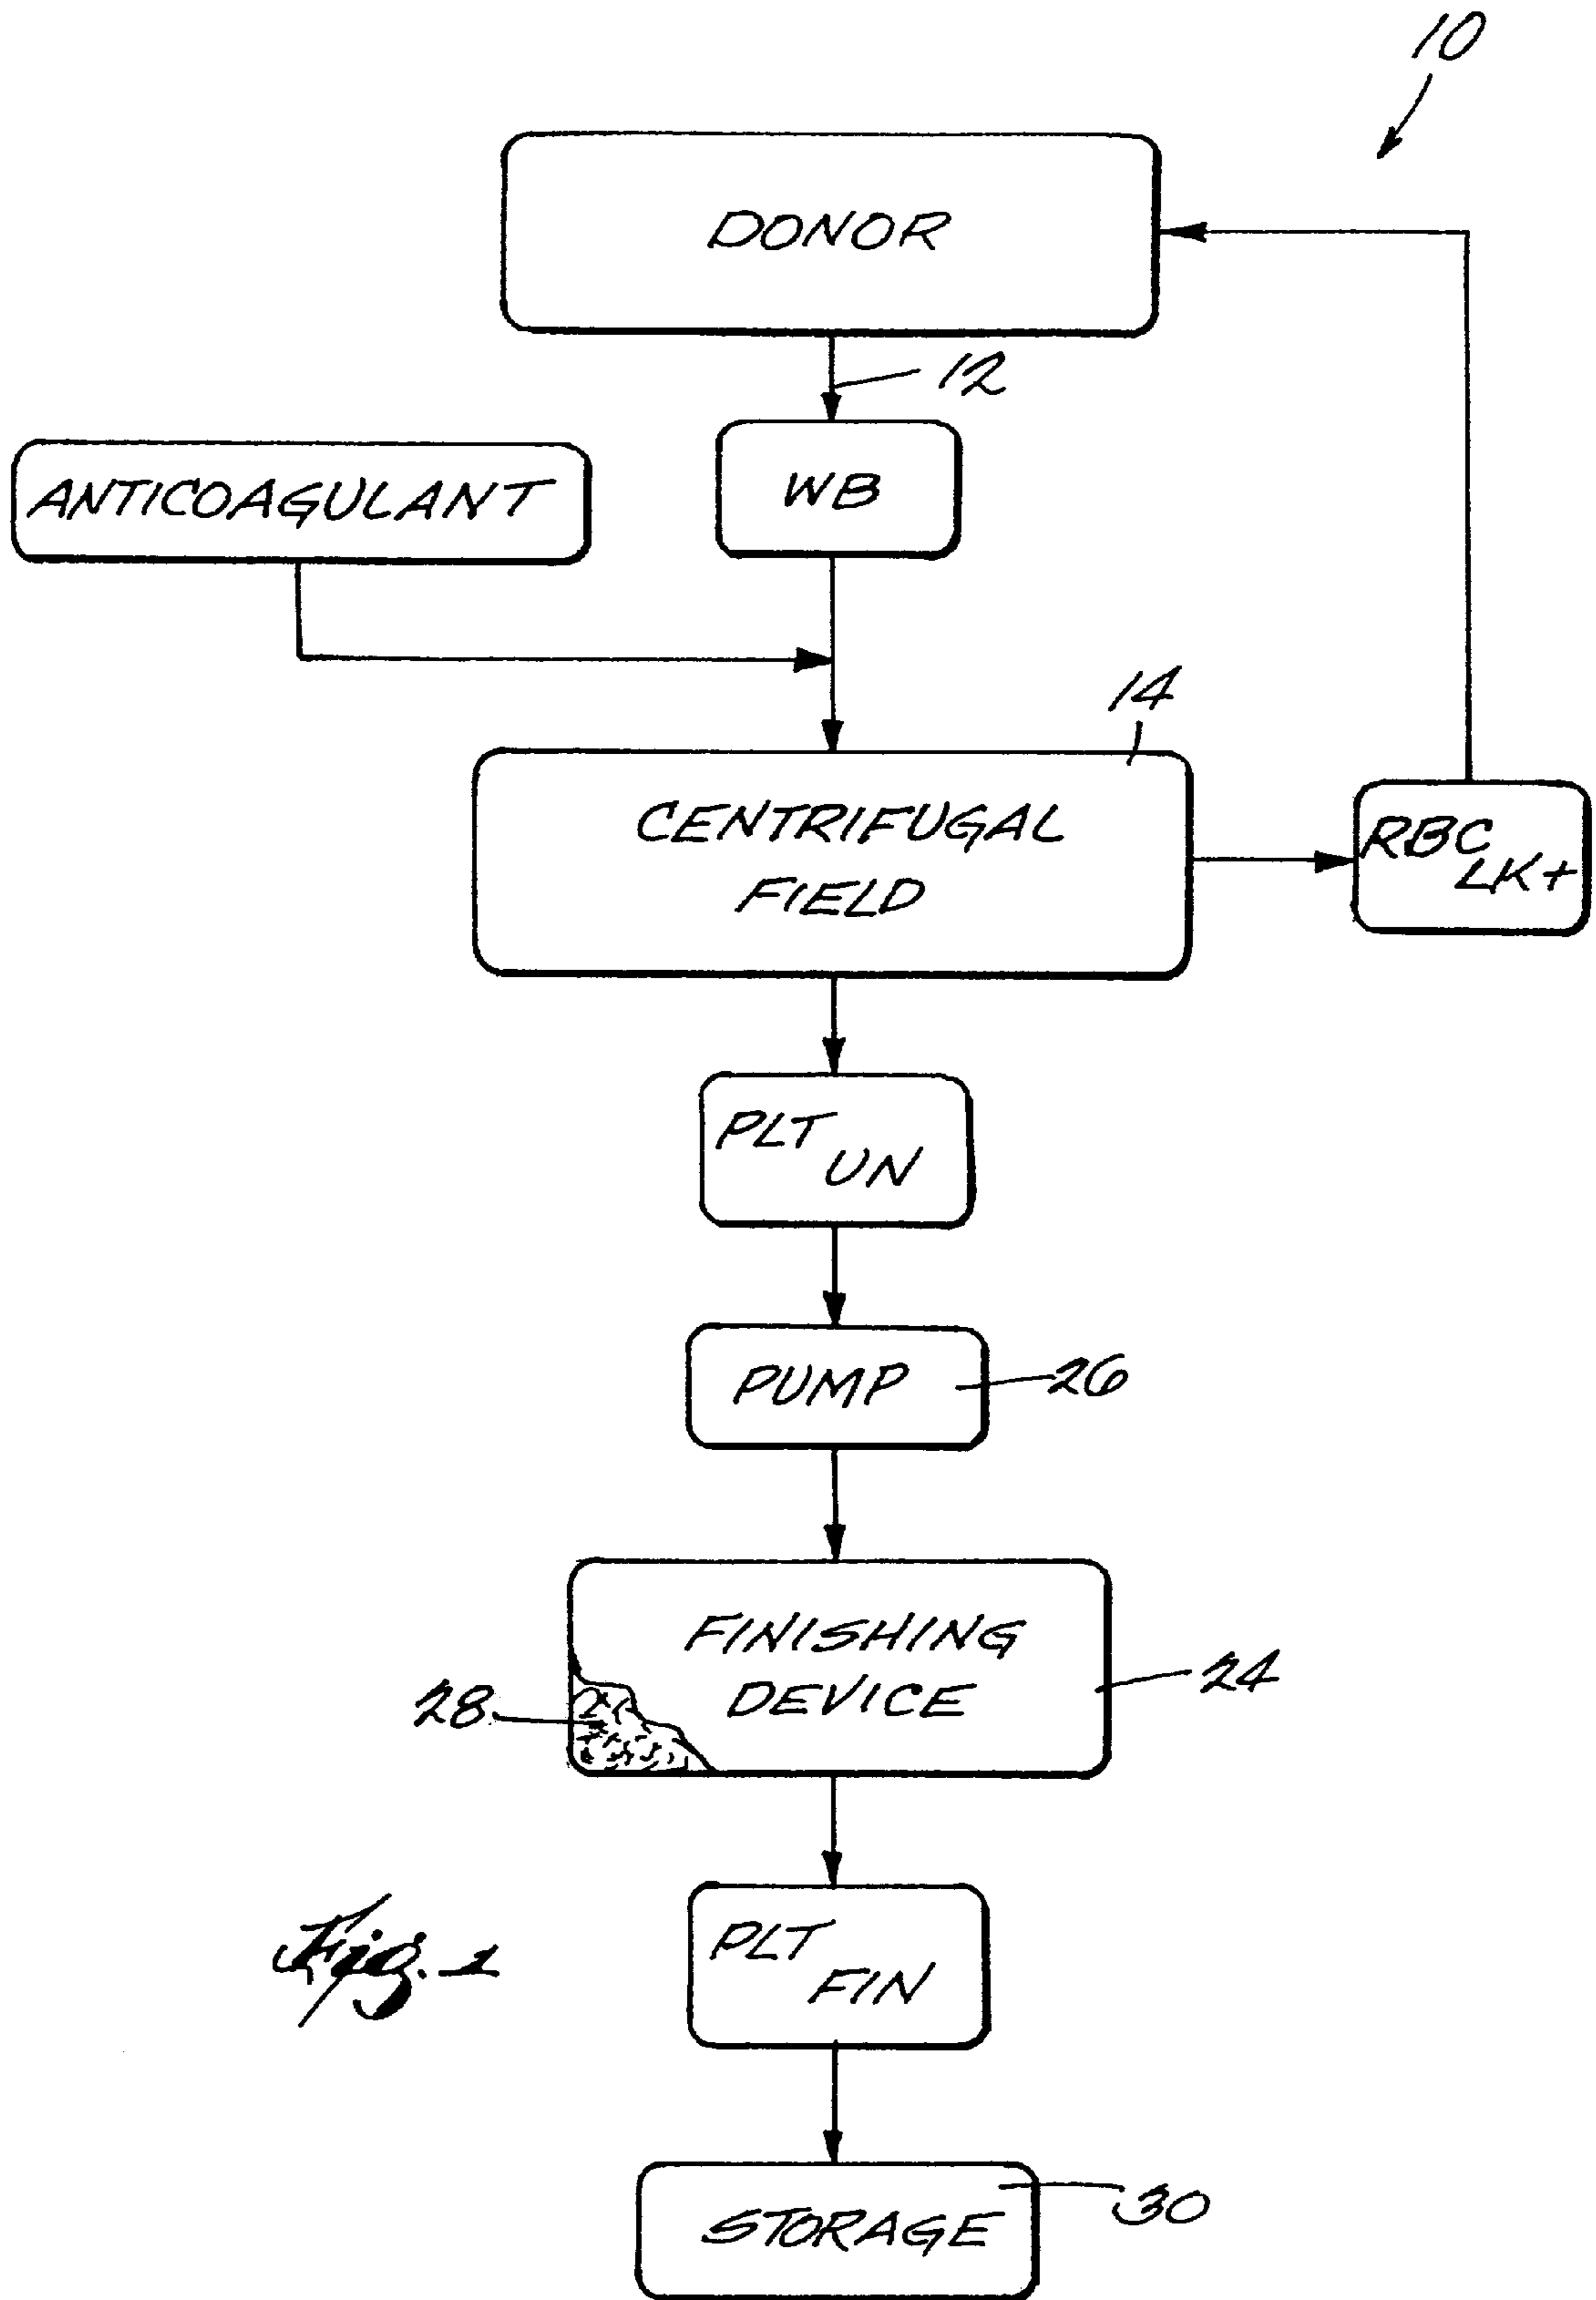 10
DONOR
12
ANTICOAGULANT
WB
14
CENTRIFUGAL
FIELD
RBC
LK+
PLT
UN
PUMP
26
FINISHING
DEVICE
24
28
PLT
FIN
Fig. 1
STORAGE
30